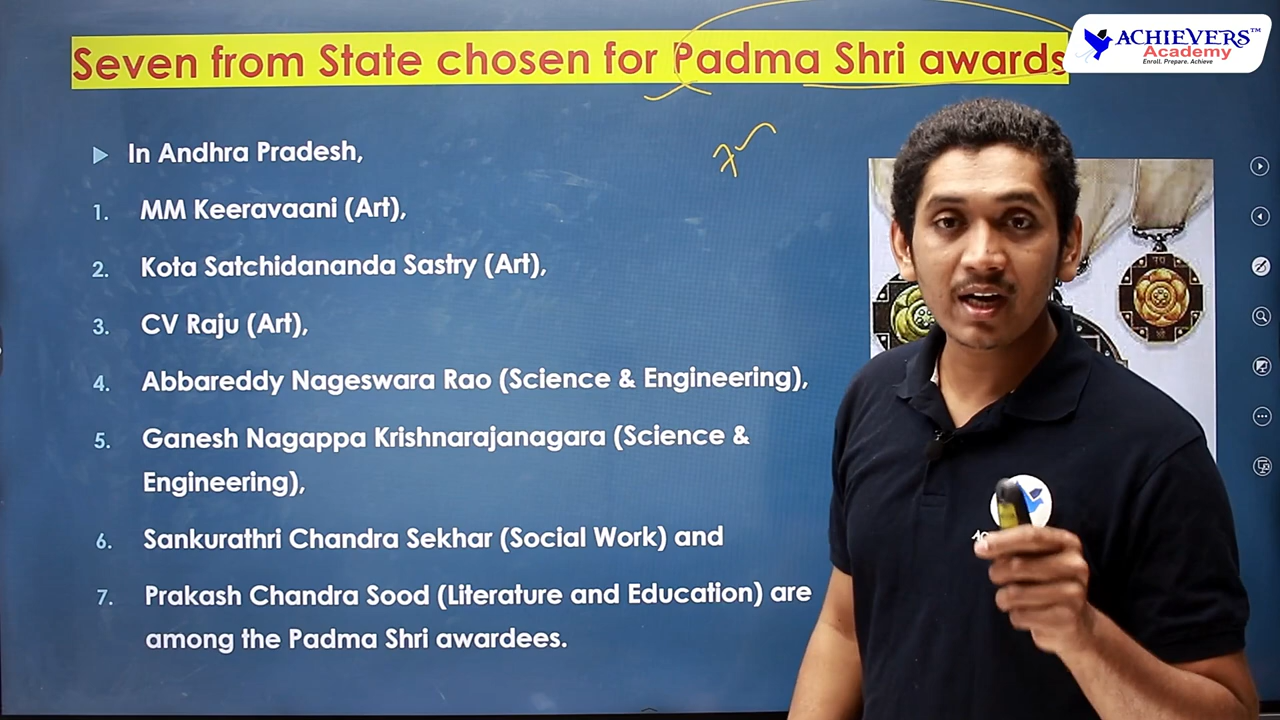 Seven from State chosen for Padma Shri awards
ACHIEVERS™
Academy
Enroll. Prepare. Achieve
In Andhra Pradesh,
1. MM Keeravaani (Art),
2. Kota Satchidananda Sastry (Art),
3. CV Raju (Art),
4. Abbareddy Nageswara Rao (Science & Engineering),
5. Ganesh Nagappa Krishnarajanagara (Science &
Engineering),
6. Sankurathri Chandra Sekhar (Social Work) and
7. Prakash Chandra Sood (Literature and Education) are
among the Padma Shri awardees.